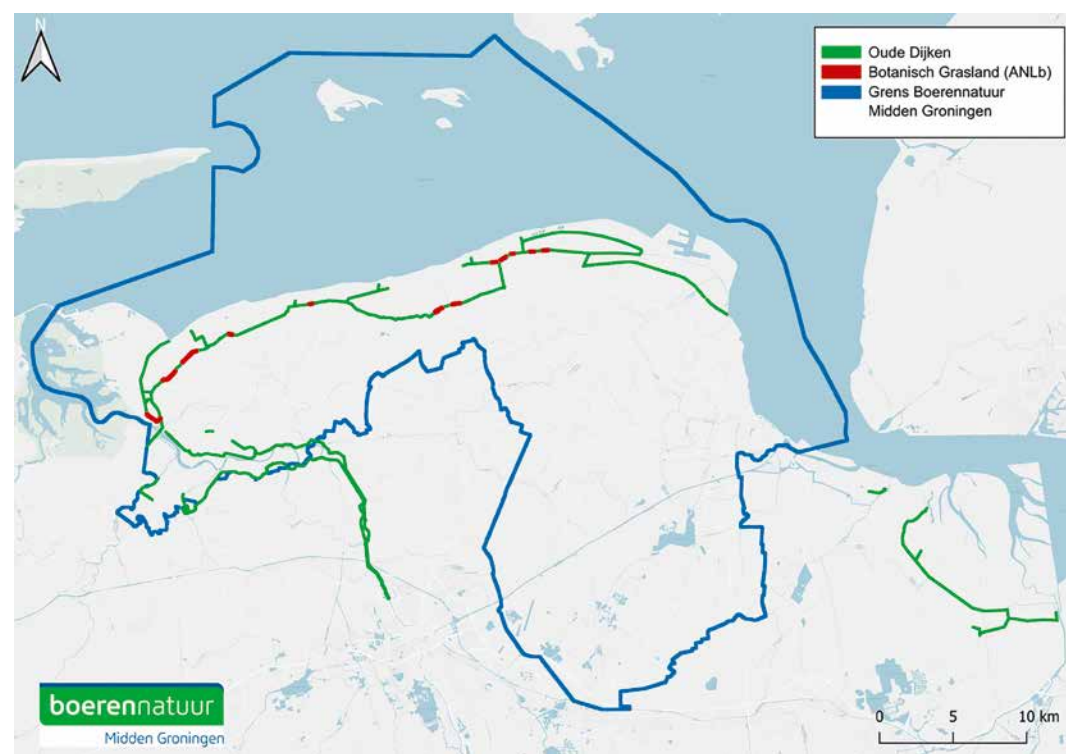 N
Oude Dijken
Botanisch Grasland (ANLb)
Grens Boerennatuur
Midden Groningen
boerennatuur
Midden Groningen
0 5 10 km